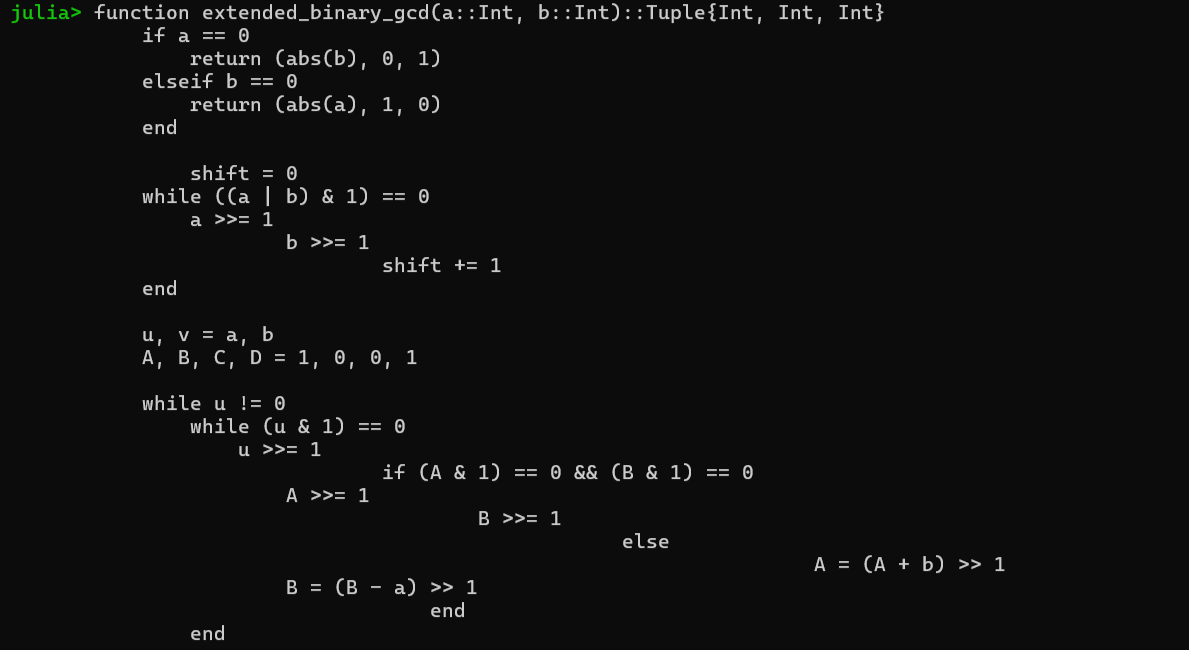 julia> function extended_binary_gcd(a::Int, b::Int)::Tuple{Int, Int, Int}
if a == 0
return (abs(b), 0, 1)
elseif b == 0
return (abs(a), 1, 0)
end
shift = 0
while ((a | b) & 1) == 0
a >>= 1
b >>= 1
shift += 1
end
u, v = a, b
A, B, C, D = 1, 0, 0, 1
while u != 0
while (u & 1) == 0
u >>= 1
if (A & 1) == 0 && (B & 1) == 0
A >>= 1
B >>= 1
else
A = (A + b) >> 1
B = (B - a) >> 1
end
end